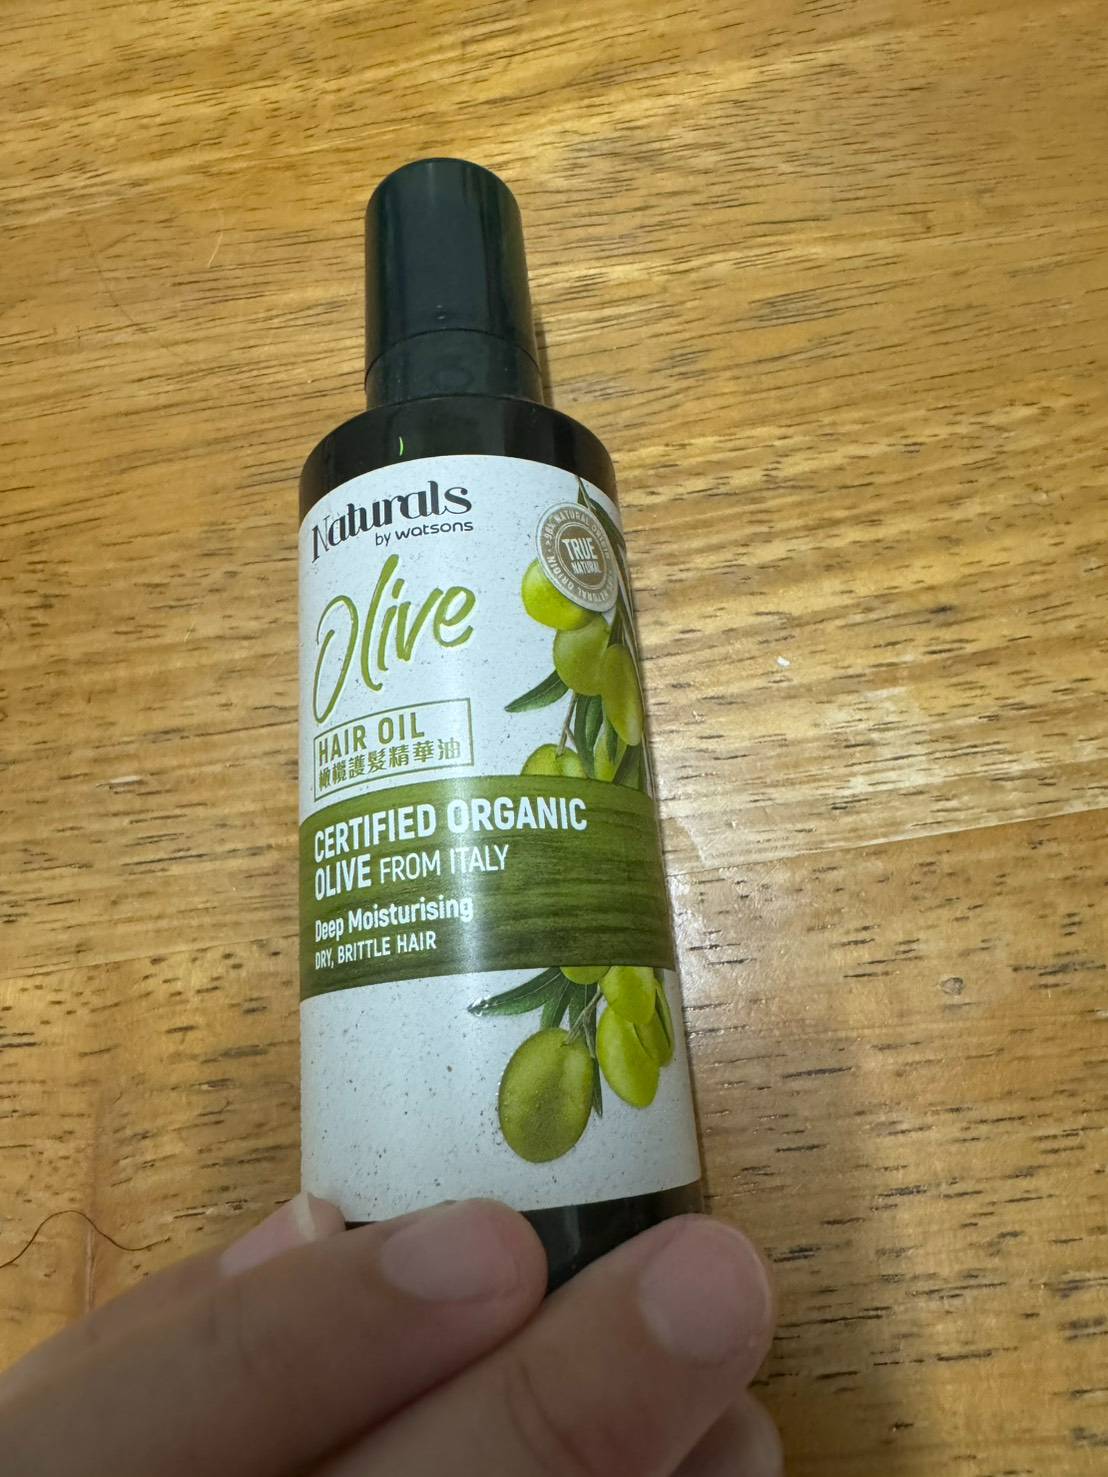 Naturals
by watsons
Olive
TRUE
NATURAL
HAIR OIL
橄欖護髮精華油
CERTIFIED ORGANIC
OLIVE FROM ITALY
Deep Moisturising
DRY, BRITTLE HAIR